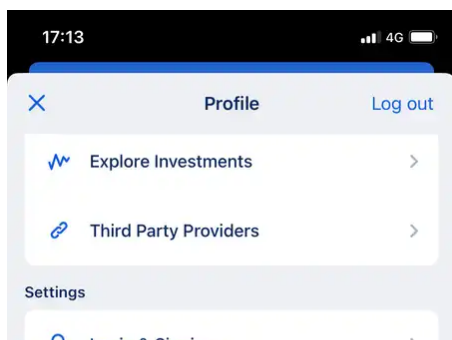 17:13
4G
Profile
Log out
Explore Investments
Third Party Providers
Settings